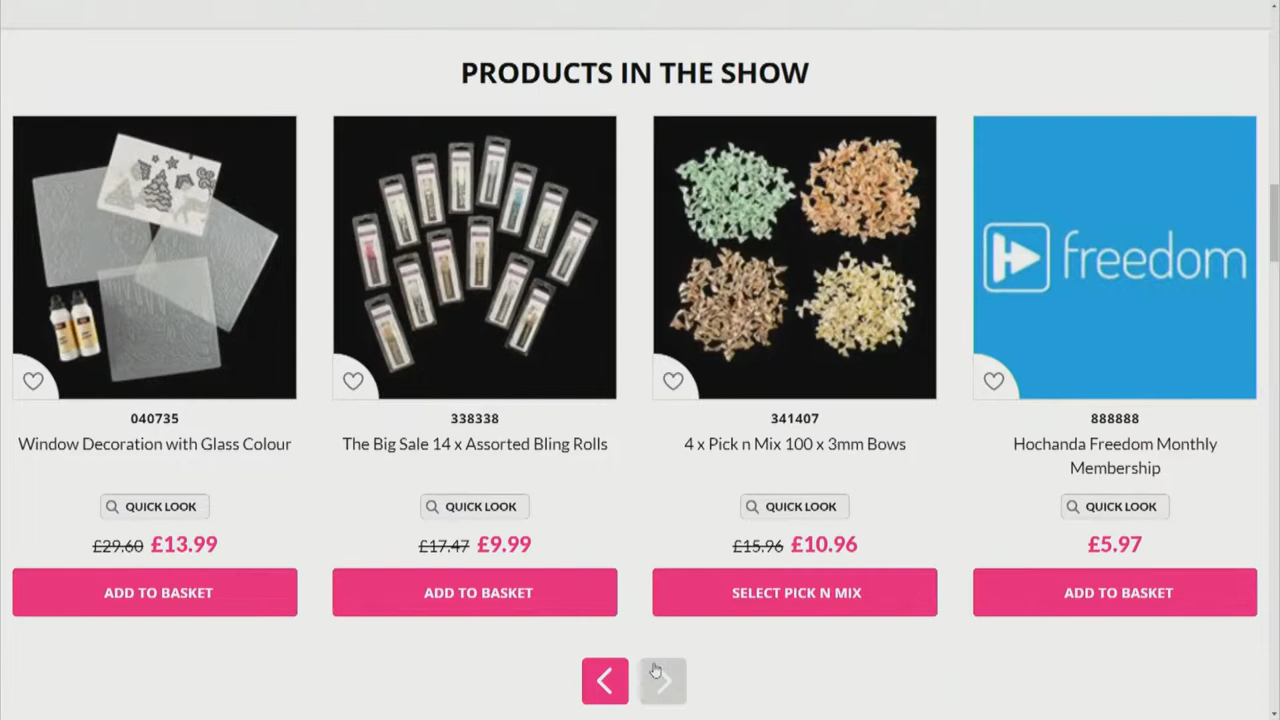 PRODUCTS IN THE SHOW
freedom
040735
338338
341407
888888
Window Decoration with Glass Colour
The Big Sale 14 x Assorted Bling Rolls
4 x Pick n Mix 100 x 3mm Bows
Hochanda Freedom Monthly
Membership
QUICK LOOK
QUICK LOOK
QUICK LOOK
QUICK LOOK
£29.60 £13.99
£17.47 £9.99
£15.96 £10.96
£5.97
ADD TO BASKET
ADD TO BASKET
SELECT PICK N MIX
ADD TO BASKET